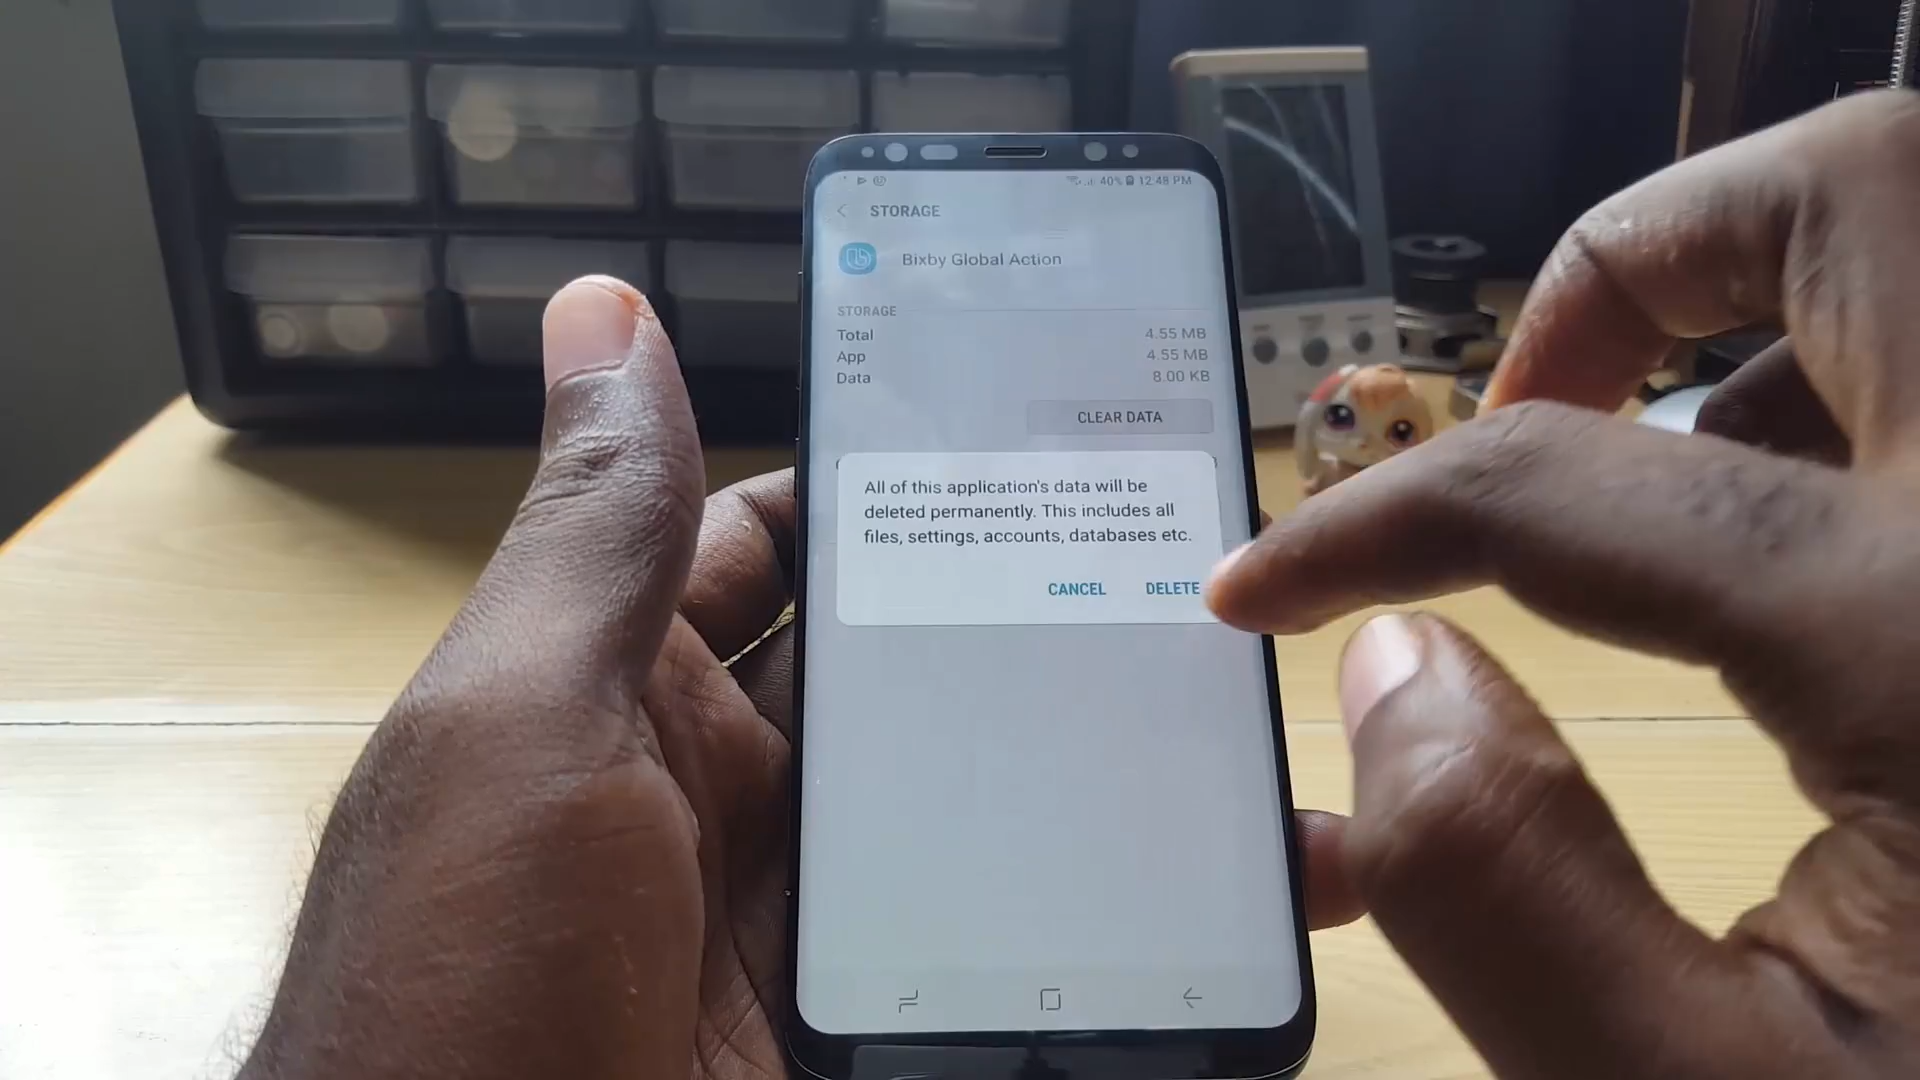 40% 12:48 PM
STORAGE
Bixby Global Action
STORAGE
Total 4.55 MB
App 4.55 MB
Data 8.00 KB
CLEAR DATA
All of this application's data will be
deleted permanently. This includes all
files, settings, accounts, databases etc.
CANCEL DELETE